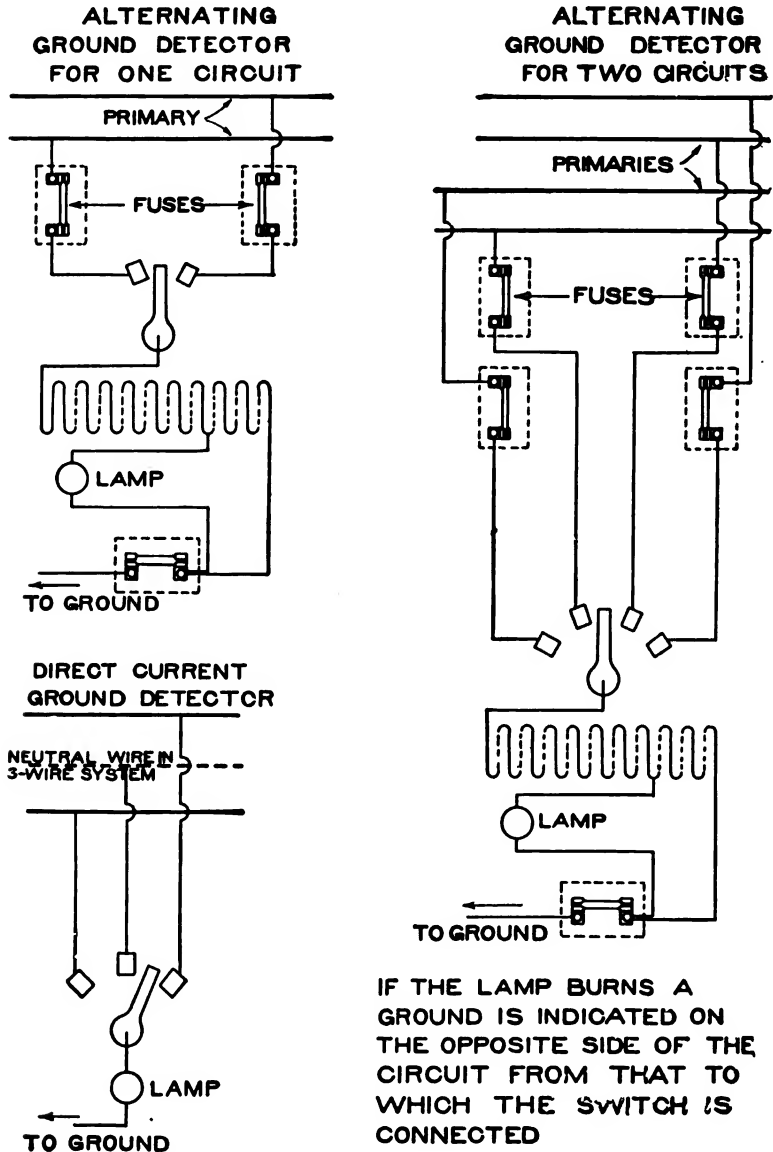 ALTERNATING
GROUND DETECTOR
FOR ONE CIRCUIT
PRIMARY
FUSES
LAMP
TO GROUND
ALTERNATING
GROUND DETECTOR
FOR TWO CIRCUITS
PRIMARIES
FUSES
LAMP
TO GROUND
DIRECT CURRENT
GROUND DETECTOR
NEUTRAL WIRE IN
3-WIRE SYSTEM
LAMP
TO GROUND
IF THE LAMP BURNS A
GROUND IS INDICATED ON
THE OPPOSITE SIDE OF THE
CIRCUIT FROM THAT TO
WHICH THE SWITCH IS
CONNECTED